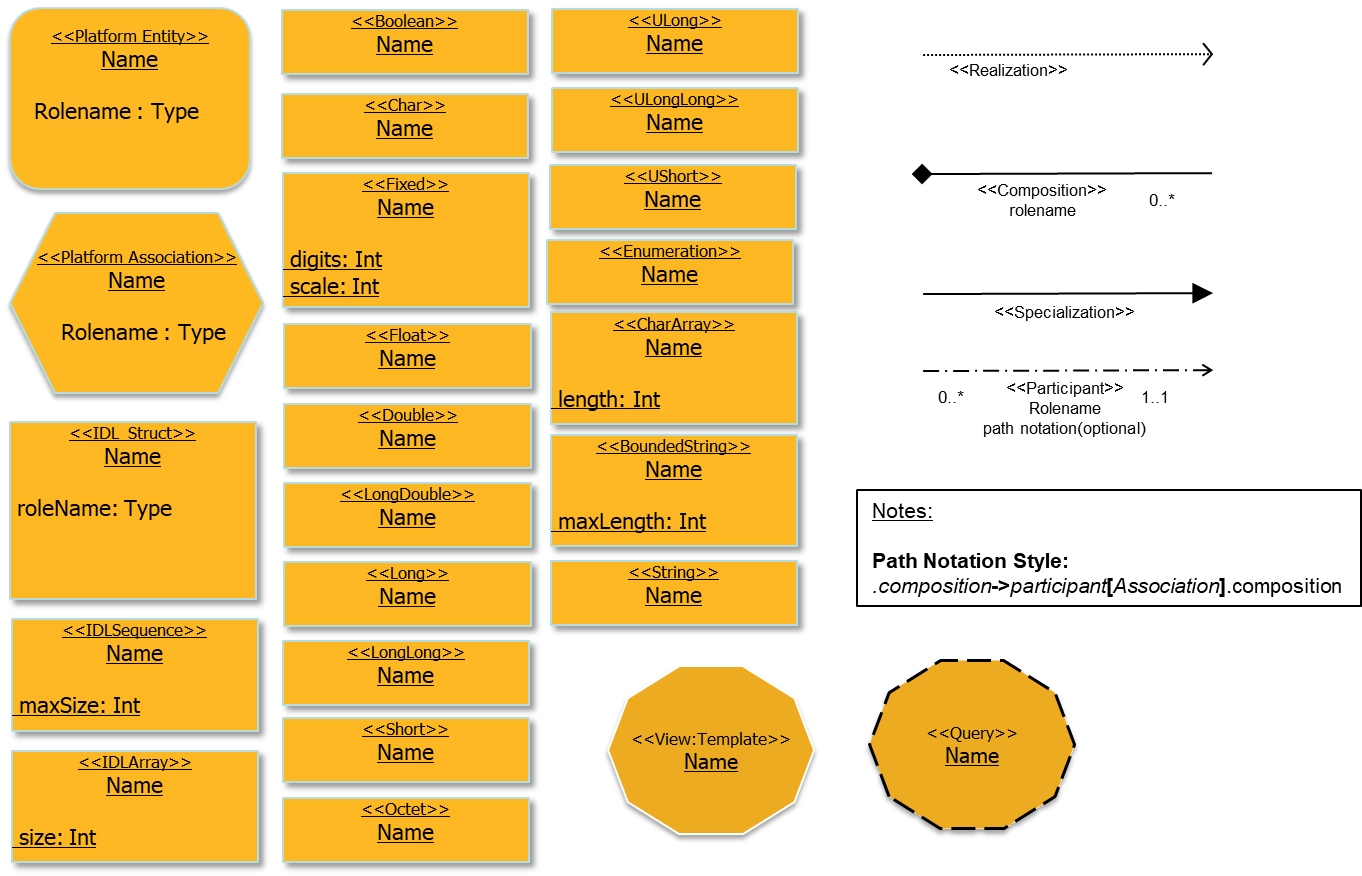 <<Platform Entity>>
Name
Rolename : Type
<<Platform Association>>
Name
Rolename : Type
<<IDL_Struct>>
Name
roleName: Type
<<IDLSequence>>
Name
maxSize: Int
<<IDLArray>>
Name
size: Int
<<Boolean>>
Name
<<Char>>
Name
<<Fixed>>
Name
digits: Int
scale: Int
<<Float>>
Name
<<Double>>
Name
<<LongDouble>>
Name
<<Long>>
Name
<<LongLong>>
Name
<<Short>>
Name
<<Octet>>
Name
<<ULong>>
Name
<<ULongLong>>
Name
<<UShort>>
Name
<<Enumeration>>
Name
<<CharArray>>
Name
length: Int
<<BoundedString>>
Name
maxLength: Int
<<String>>
Name
<<View:Template>>
Name
<<Query>>
Name
<<Realization>>
<<Composition>>
rolename
0..*
<<Specialization>>
0..*
<<Participant>>
1..1
Rolename
path notation(optional)
Notes:
Path Notation Style:
.composition->participant[Association].composition